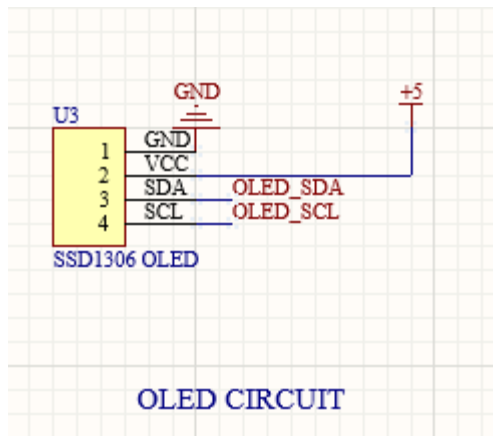 GND
+5
U3
1 GND
2 VCC
3 SDA OLED_SDA
4 SCL OLED_SCL
SSD1306 OLED
OLED CIRCUIT